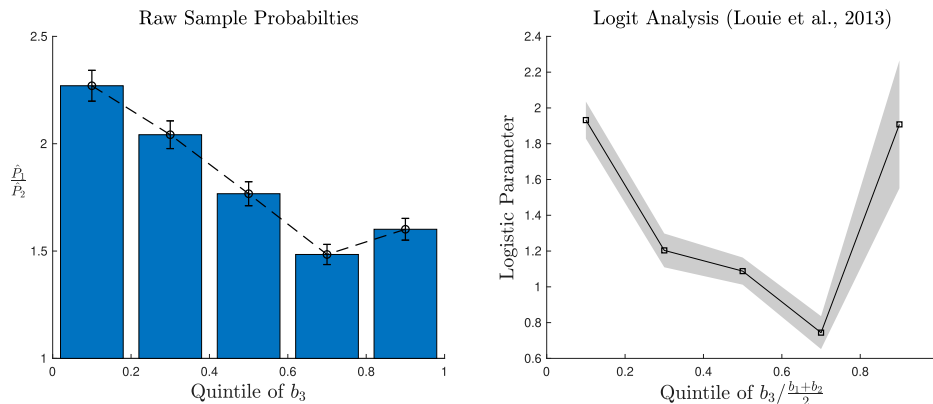 Raw Sample Probabilties
2.5
2
1.5
1
P̂₁/P̂₂
0 0.2 0.4 0.6 0.8 1
Quintile of b₃
Logit Analysis (Louie et al., 2013)
2.4
2.2
2
1.8
1.6
1.4
1.2
1
0.8
0.6
Logistic Parameter
0 0.2 0.4 0.6 0.8
Quintile of b₃/(b₁+b₂)/2